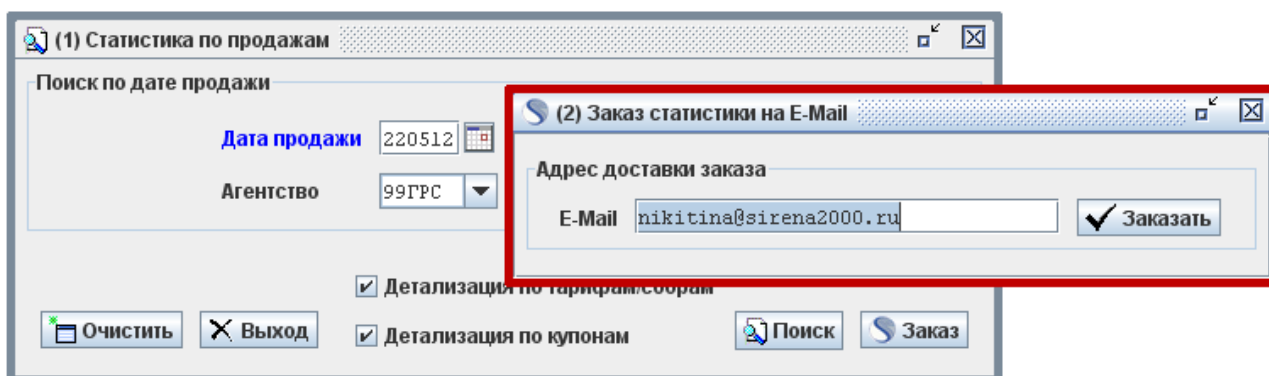 (1) Статистика по продажам
Поиск по дате продажи
Дата продажи 220512
Агентство 99ГРС
(2) Заказ статистики на E-Mail
Адрес доставки заказа
E-Mail nikitina@sirena2000.ru Заказать
Детализация по тарифам/сборам
Очистить Выход Детализация по купонам Поиск Заказ